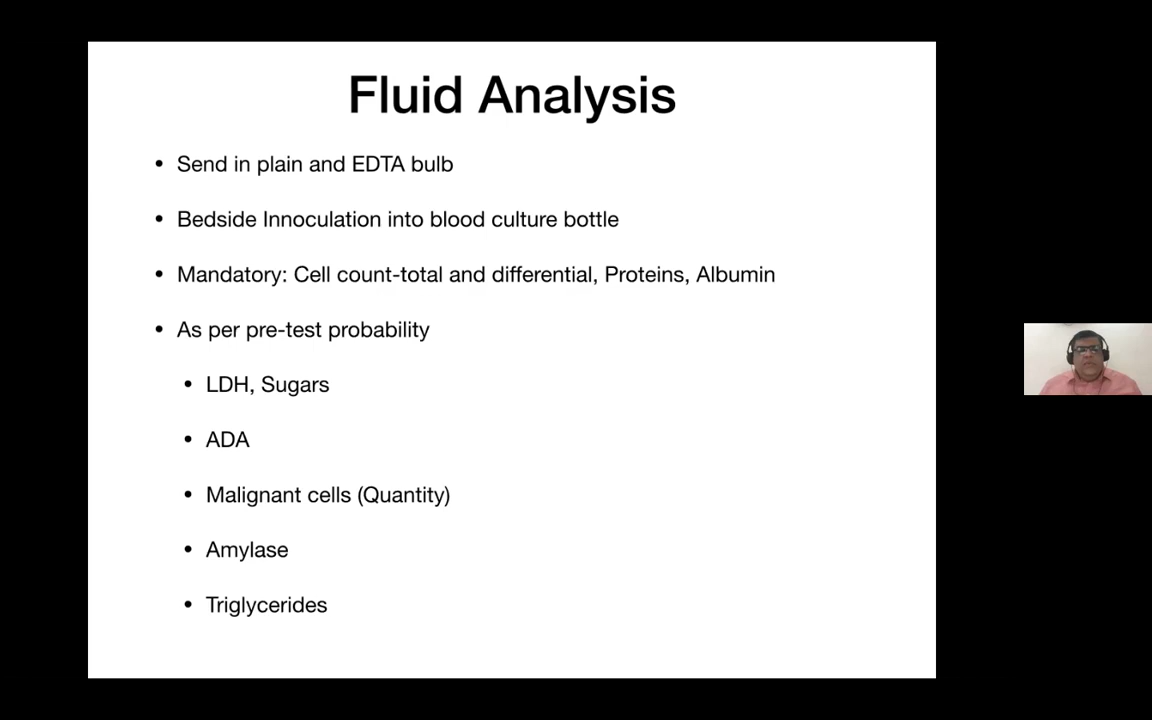 Fluid Analysis
• Send in plain and EDTA bulb
• Bedside Innoculation into blood culture bottle
• Mandatory: Cell count-total and differential, Proteins, Albumin
• As per pre-test probability
• LDH, Sugars
• ADA
• Malignant cells (Quantity)
• Amylase
• Triglycerides